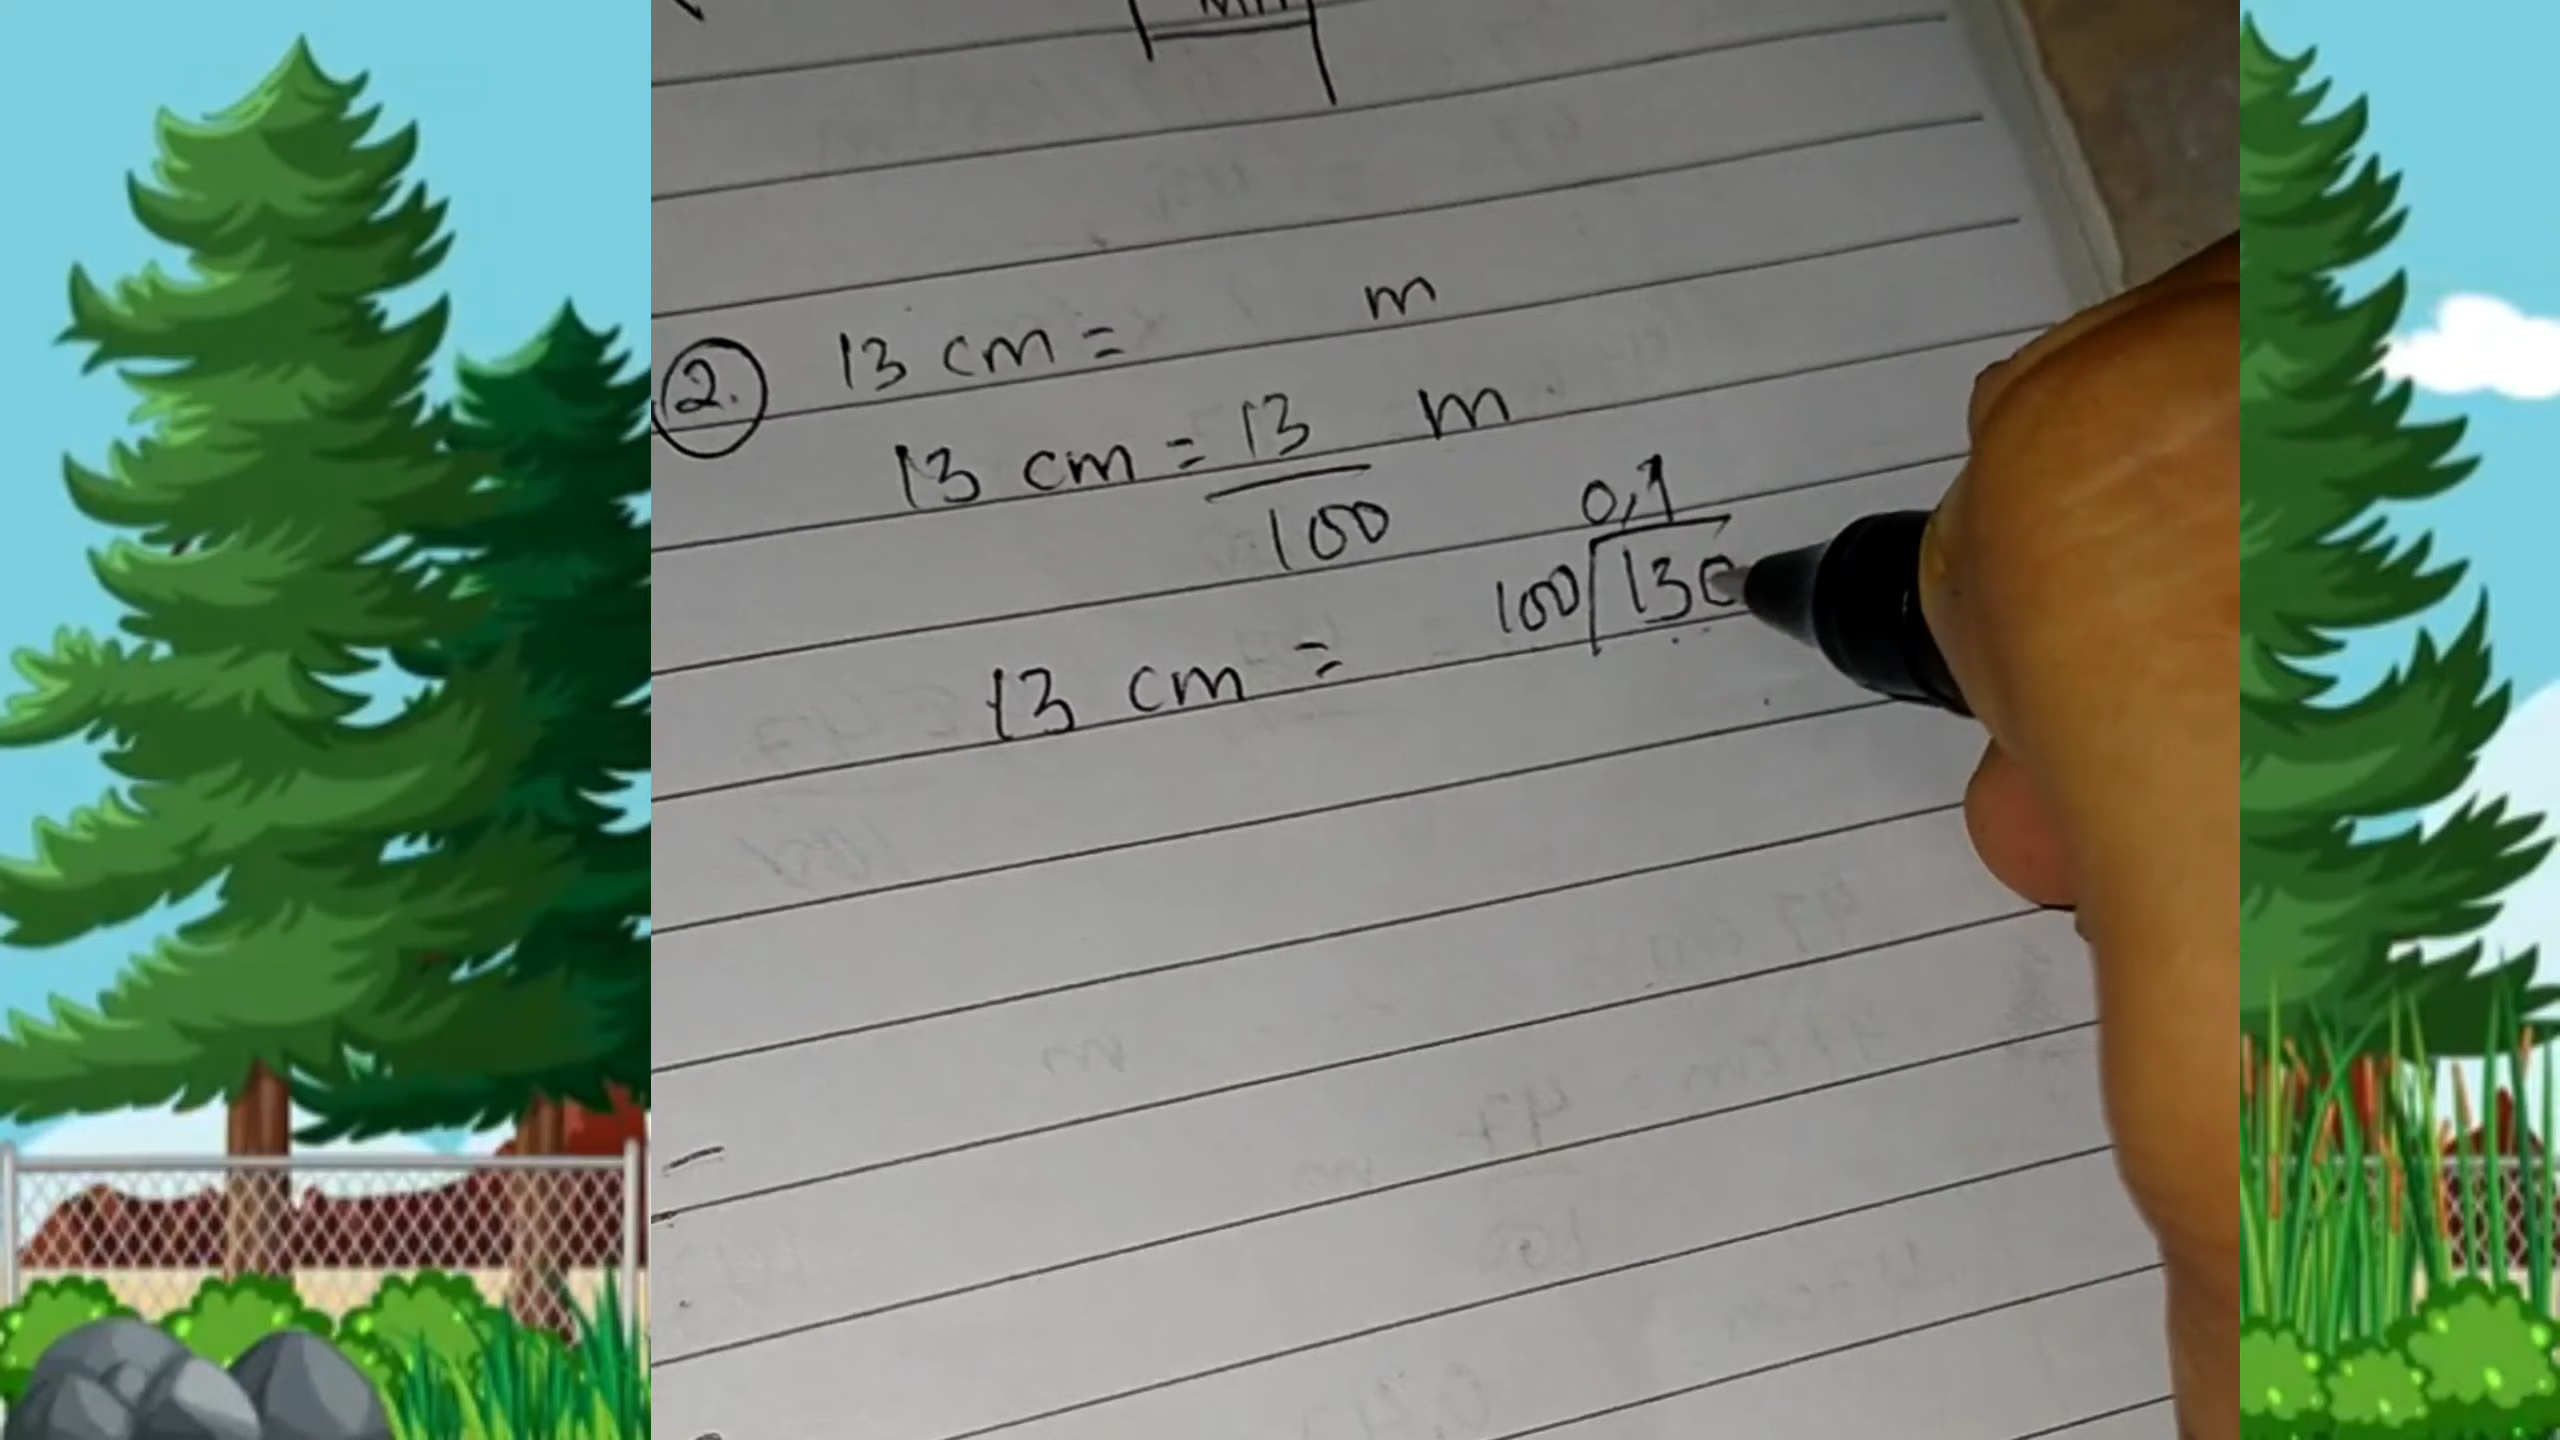 2. 13 cm = m
13 cm = 13 m
100
0,1
100 130
13 cm =